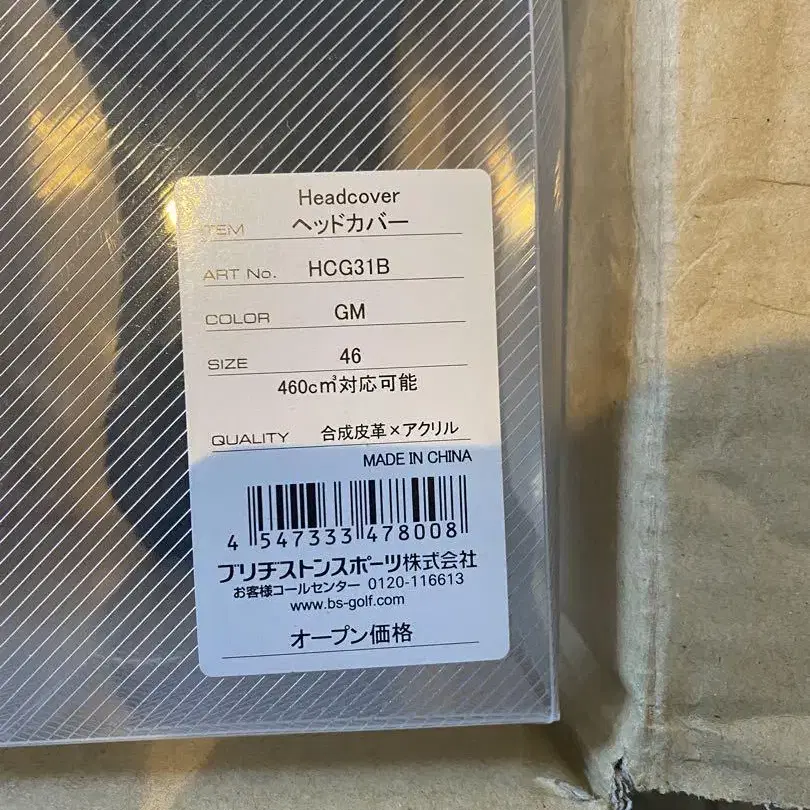 Headcover
ITEM ヘッドカバー
ART No. HCG31B
COLOR GM
SIZE 46
460c㎥対応可能
QUALITY 合成皮革×アクリル
MADE IN CHINA
4 547333 478008
ブリヂストンスポーツ株式会社
お客様コールセンター 0120-116613
www.bs-golf.com
オープン価格